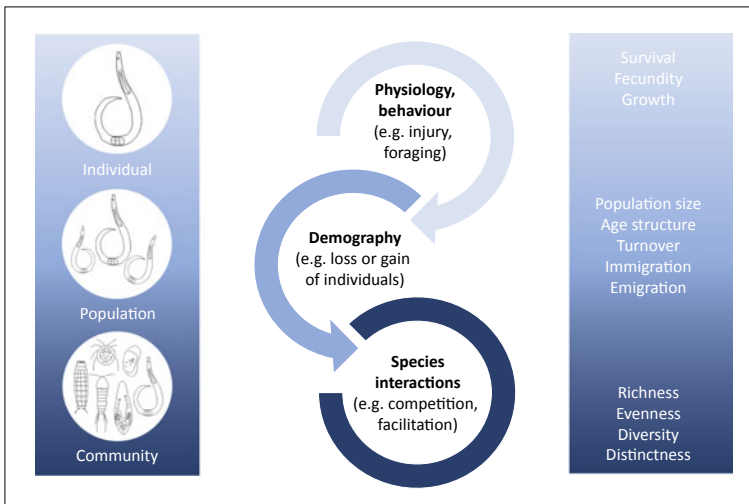 Individual
Population
Community
Physiology,
behaviour
(e.g. injury,
foraging)
Demography
(e.g. loss or gain
of individuals)
Species
interactions
(e.g. competition,
facilitation)
Survival
Fecundity
Growth
Population size
Age structure
Turnover
Immigration
Emigration
Richness
Evenness
Diversity
Distinctness